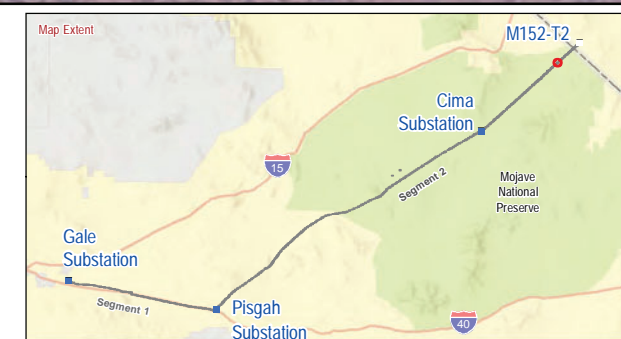 Map Extent
M152-T2
Cima
Substation
15
Segment 2
Mojave
National
Preserve
Gale
Substation
Segment 1
Pisgah
Substation
40